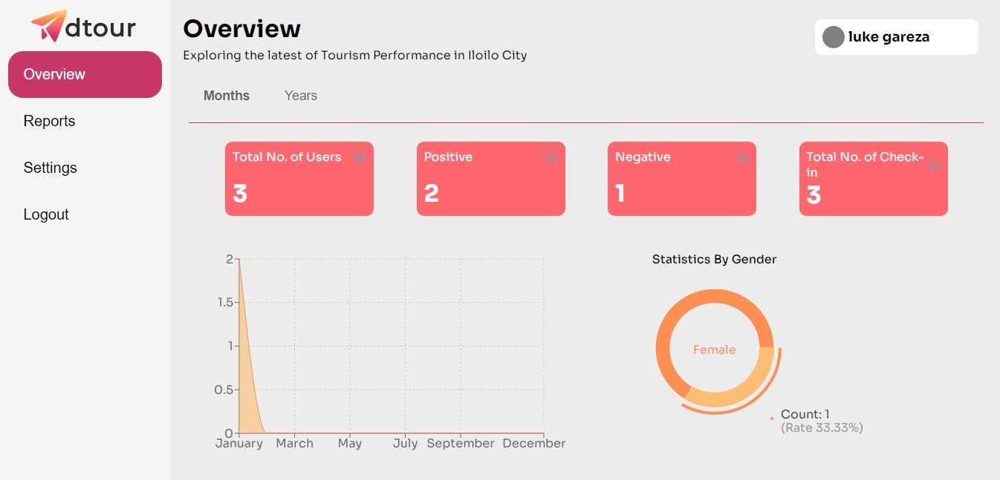 dtour
Overview
Reports
Settings
Logout
Overview
Exploring the latest of Tourism Performance in Iloilo City
luke gareza
Months
Years
Total No. of Users
3
Positive
2
Negative
1
Total No. of Check-
in
3
2
1.5
1
0.5
0
January
March
May
July
September
December
Statistics By Gender
Female
Count: 1
(Rate 33.33%)